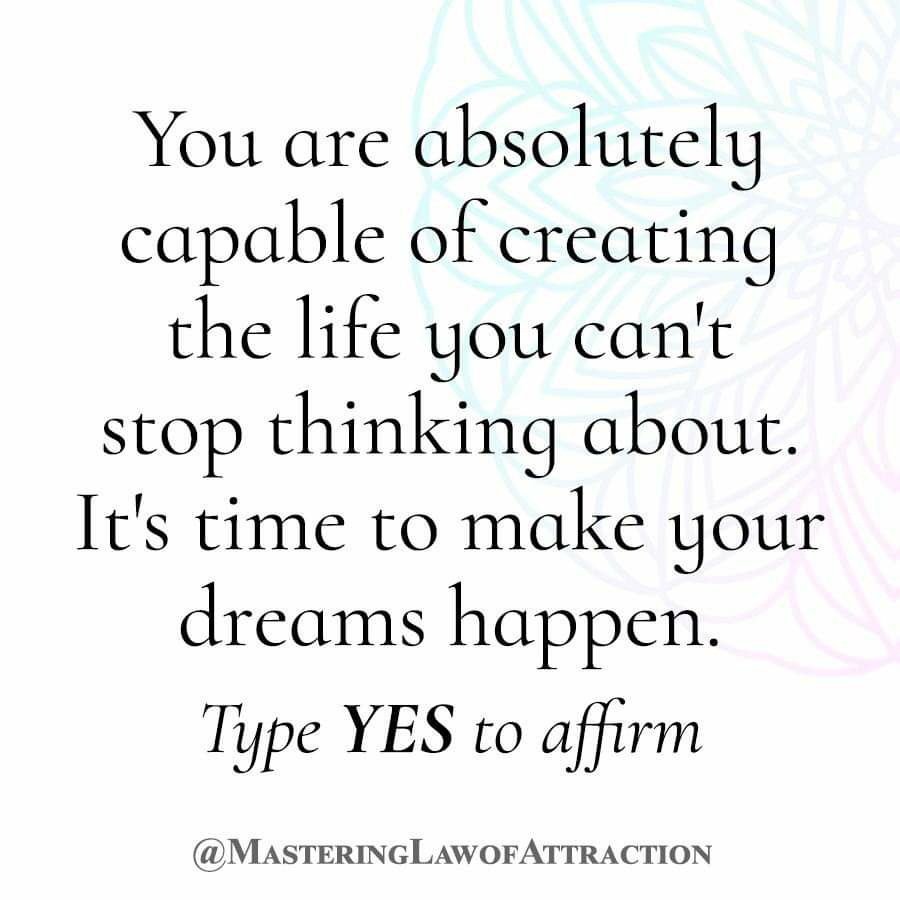 You are absolutely
capable of creating
the life you can't
stop thinking about.
It's time to make your
dreams happen.
Type YES to affirm
@MASTERINGLAWOFATTRACTION